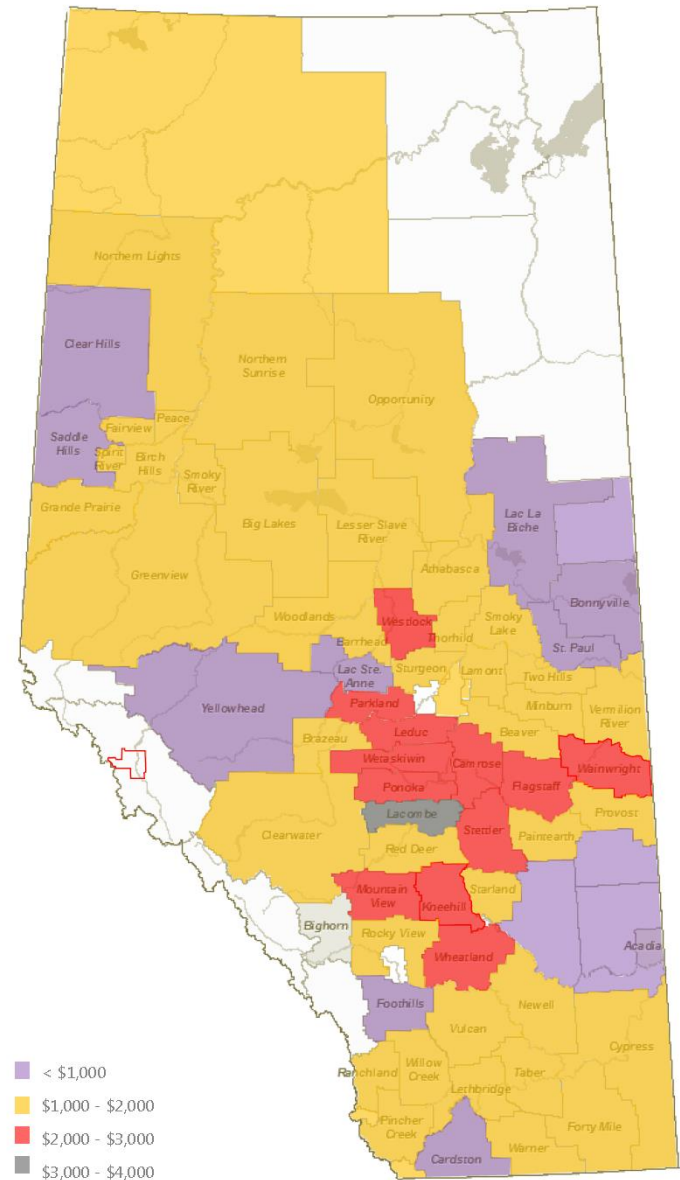 Northern Lights
Clear Hills
Northern
Sunrise
Opportunity
Peace
Fairview
Saddle
Hills
Spirit
River
Birch
Hills
Smoky
River
Grande Prairie
Big Lakes
Lesser Slave
River
Lac La
Biche
Greenview
Athabasca
Bonnyville
Woodlands
Westlock
Smoky
Lake
Thorhild
St. Paul
Barrhead
Lac Ste.
Anne
Sturgeon
Lamont
Two Hills
Yellowhead
Parkland
Minburn
Vermilion
River
Leduc
Beaver
Brazeau
Wetaskiwin
Camrose
Wainwright
Ponoka
Flagstaff
Lacombe
Provost
Clearwater
Stettler
Paintearth
Red Deer
Mountain
View
Kneehill
Starland
Bighorn
Rocky View
Acadia
Wheatland
Foothills
Newell
Vulcan
Cypress
Ranchland
Willow
Creek
Taber
Lethbridge
Pincher
Creek
Forty Mile
Warner
Cardston
< $1,000
$1,000 - $2,000
$2,000 - $3,000
$3,000 - $4,000